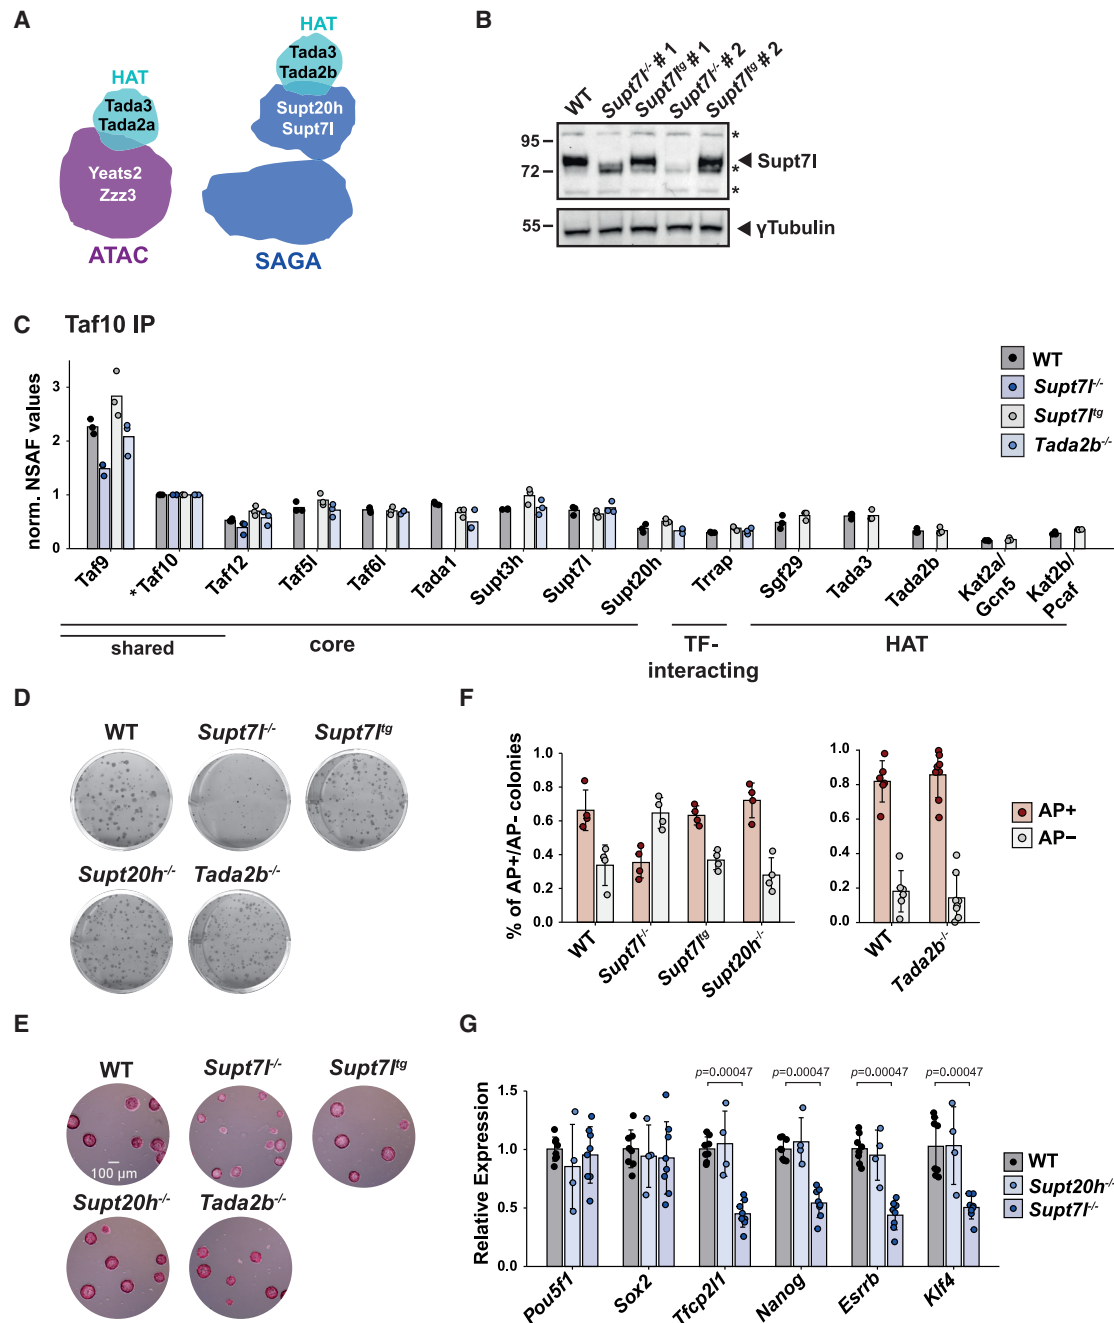 A
HAT
Tada3
Tada2a
Yeats2
Zzz3
ATAC
HAT
Tada3
Tada2b
Supt20h
Supt7l
SAGA
B
WT
Supt7l-/- # 1
Supt7ltg # 1
Supt7l-/- # 2
Supt7ltg # 2
95
72
*
Supt7l
*
*
55
γTubulin
C Taf10 IP
norm. NSAF values
3
2
1
0
WT
Supt7l-/-
Supt7ltg
Tada2b-/-
Taf9
* Taf10
Taf12
Taf5l
Taf6l
Tada1
Supt3h
Supt7l
Supt20h
Trrap
Sgf29
Tada3
Tada2b
Kat2a/
Gcn5
Kat2b/
Pcaf
shared
core
TF-
interacting
HAT
D
WT
Supt7l-/-
Supt7ltg
Supt20h-/-
Tada2b-/-
E
WT
Supt7l-/-
Supt7ltg
100 µm
Supt20h-/-
Tada2b-/-
F
% of AP+/AP- colonies
1.0
0.8
0.6
0.4
0.2
0.0
WT
Supt7l-/-
Supt7ltg
Supt20h-/-
1.0
0.8
0.6
0.4
0.2
0.0
WT
Tada2b-/-
AP+
AP−
G
Relative Expression
1.5
1.0
0.5
0.0
p=0.00047
p=0.00047
p=0.00047
p=0.00047
WT
Supt20h-/-
Supt7l-/-
Pou5f1
Sox2
Tfcp2l1
Nanog
Esrrb
Klf4